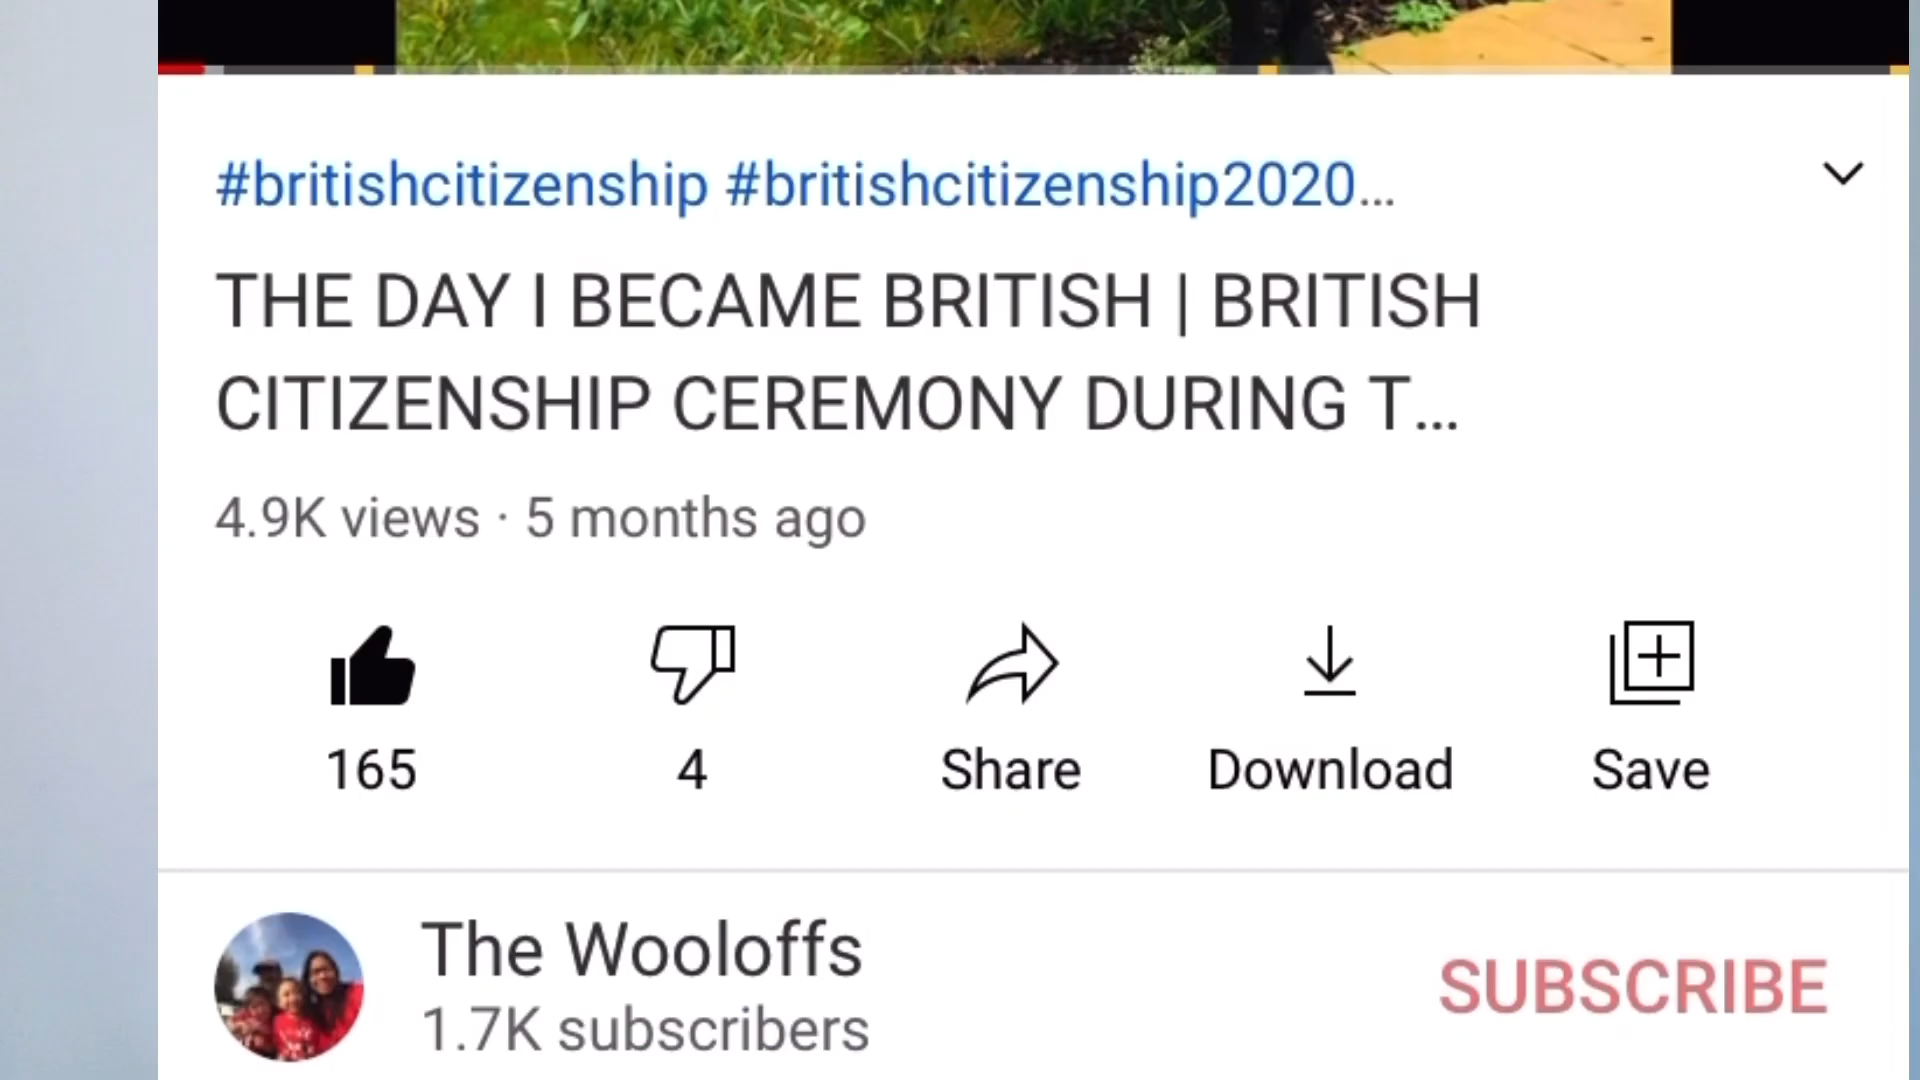 #britishcitizenship #britishcitizenship2020...
THE DAY I BECAME BRITISH | BRITISH
CITIZENSHIP CEREMONY DURING T...
4.9K views · 5 months ago
165 4 Share Download Save
The Wooloffs
1.7K subscribers
SUBSCRIBE